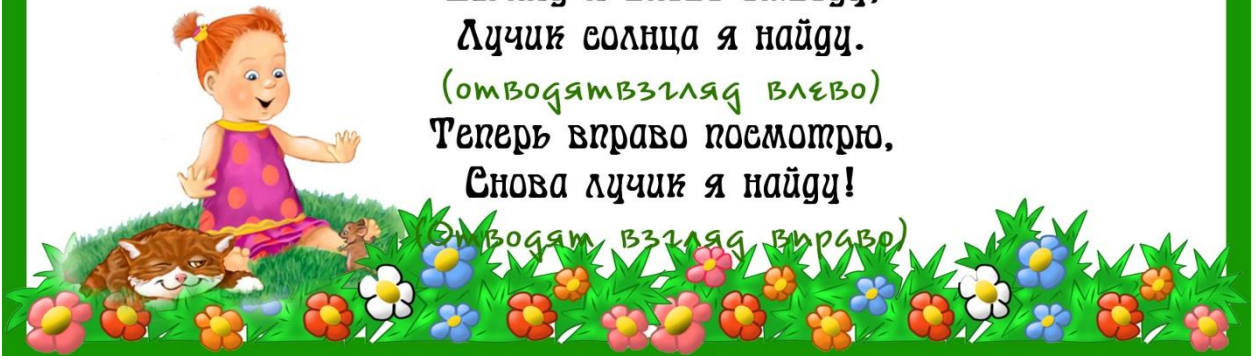 Лучик солнца я найду.
(отводятвзгляд влево)
Теперь вправо посмотрю,
Снова лучик я найду!
(Отводят взгляд вправо)